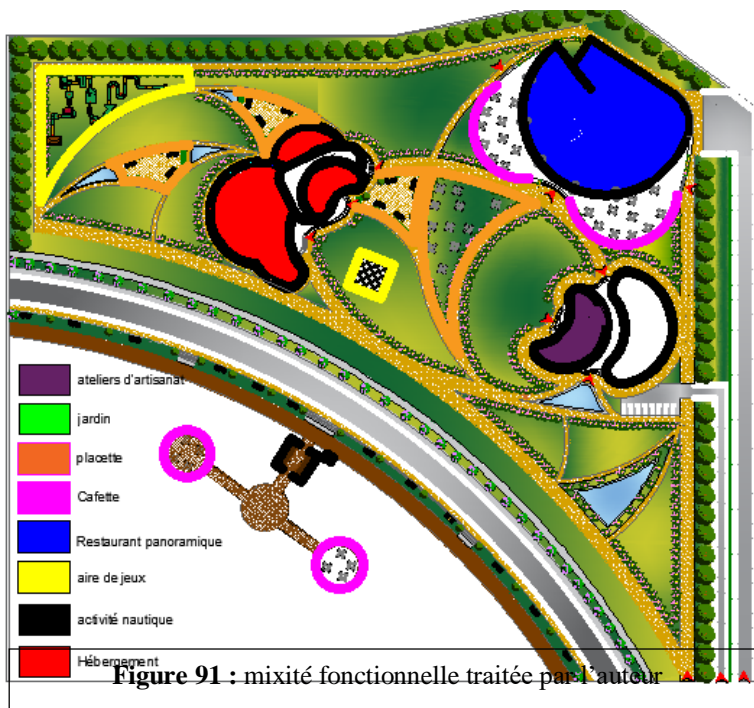 ateliers d'artisanat
jardin
placette
Cafette
Restaurant panoramique
aire de jeux
activité nautique
Hébergement
Figure 91 : mixité fonctionnelle traitée par l'auteur